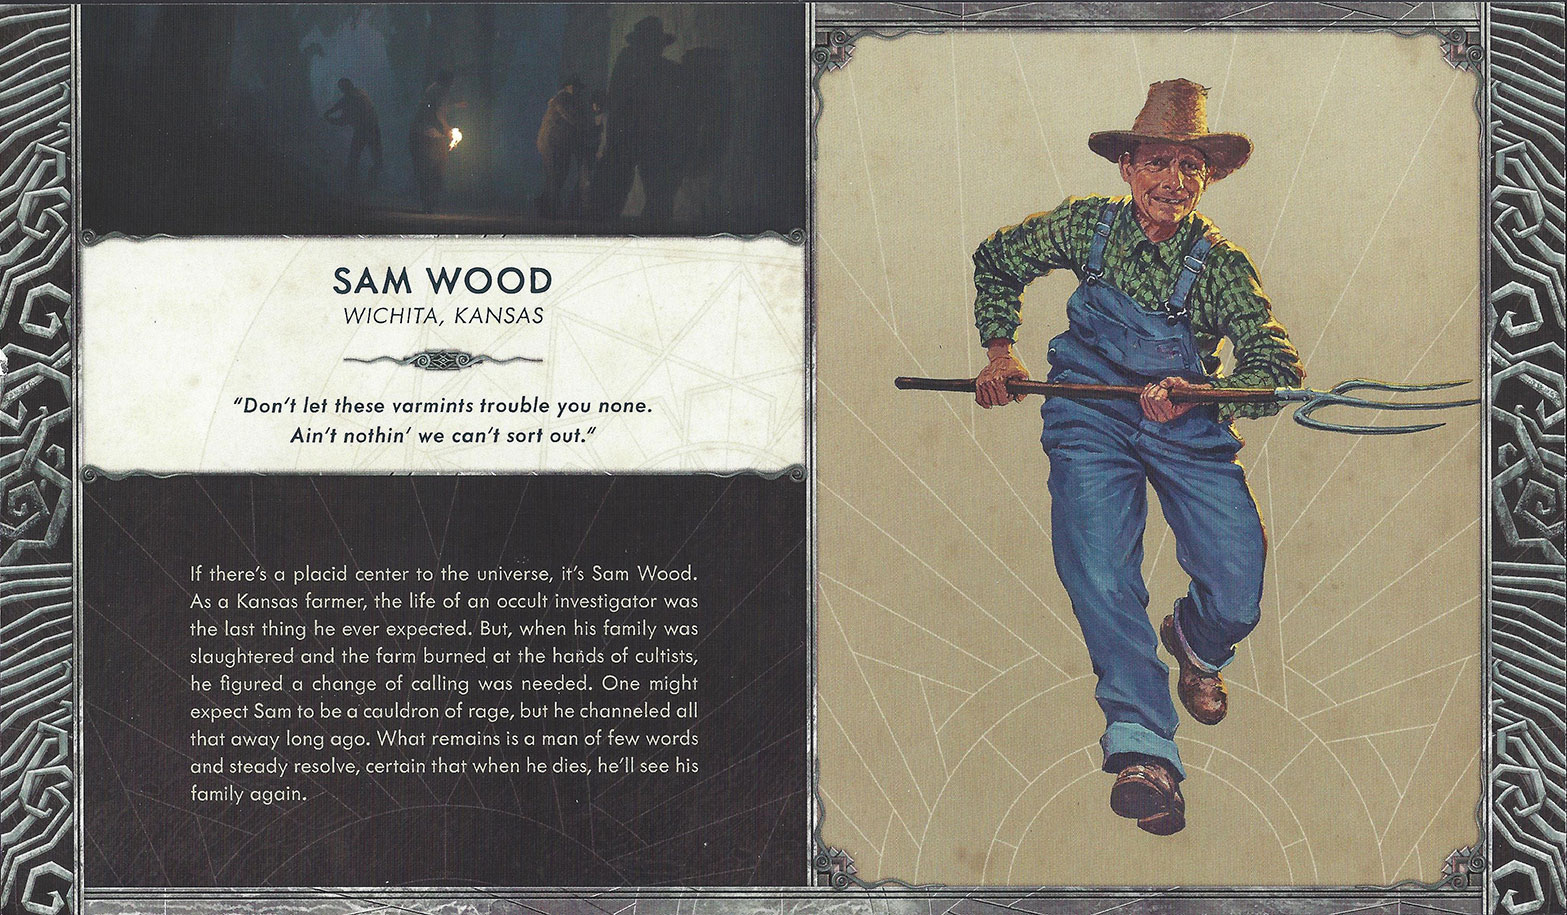 SAM WOOD
WICHITA, KANSAS
"Don't let these varmints trouble you none.
Ain't nothin' we can't sort out."
If there's a placid center to the universe, it's Sam Wood.
As a Kansas farmer, the life of an occult investigator was
the last thing he ever expected. But, when his family was
slaughtered and the farm burned at the hands of cultists,
he figured a change of calling was needed. One might
expect Sam to be a cauldron of rage, but he channeled all
that away long ago. What remains is a man of few words
and steady resolve, certain that when he dies, he'll see his
family again.